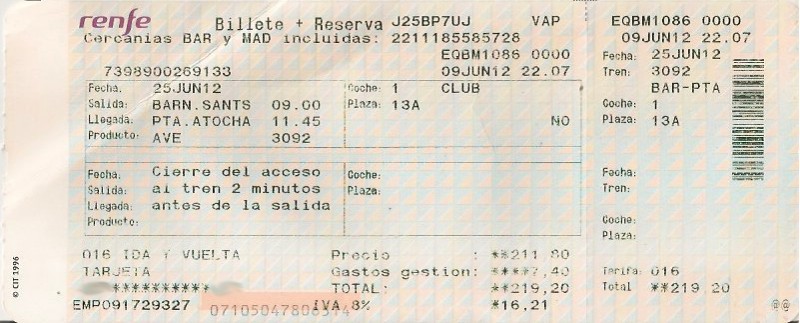 renfe Billete + Reserva J25BP7UJ VAP EQBM1086 0000
Cercanías BAR y MAD incluidas: 2211185585728 09JUN12 22.07
EQBM1086 0000 Fecha: 25JUN12
7398900269133 09JUN12 22.07 Tren: 3092
Fecha: 25JUN12 Coche: 1 CLUB BAR-PTA
Salida: BARN.SANTS 09.00 Plaza: 13A Coche: 1
Llegada: PTA.ATOCHA 11.45 NO Plaza: 13A
Producto: AVE 3092
Fecha: Cierre del acceso Coche: Fecha:
Salida: al tren 2 minutos Plaza: Tren:
Llegada: antes de la salida
Producto: Coche:
Plaza:
016 IDA Y VUELTA Precio : **211.80
TARJETA Gastos gestion: ****7,40 Tarifa: 016
********** TOTAL: **219,20 Total **219.20
EMP091729327 IVA 8% *16,21
© CIT 1996
@@